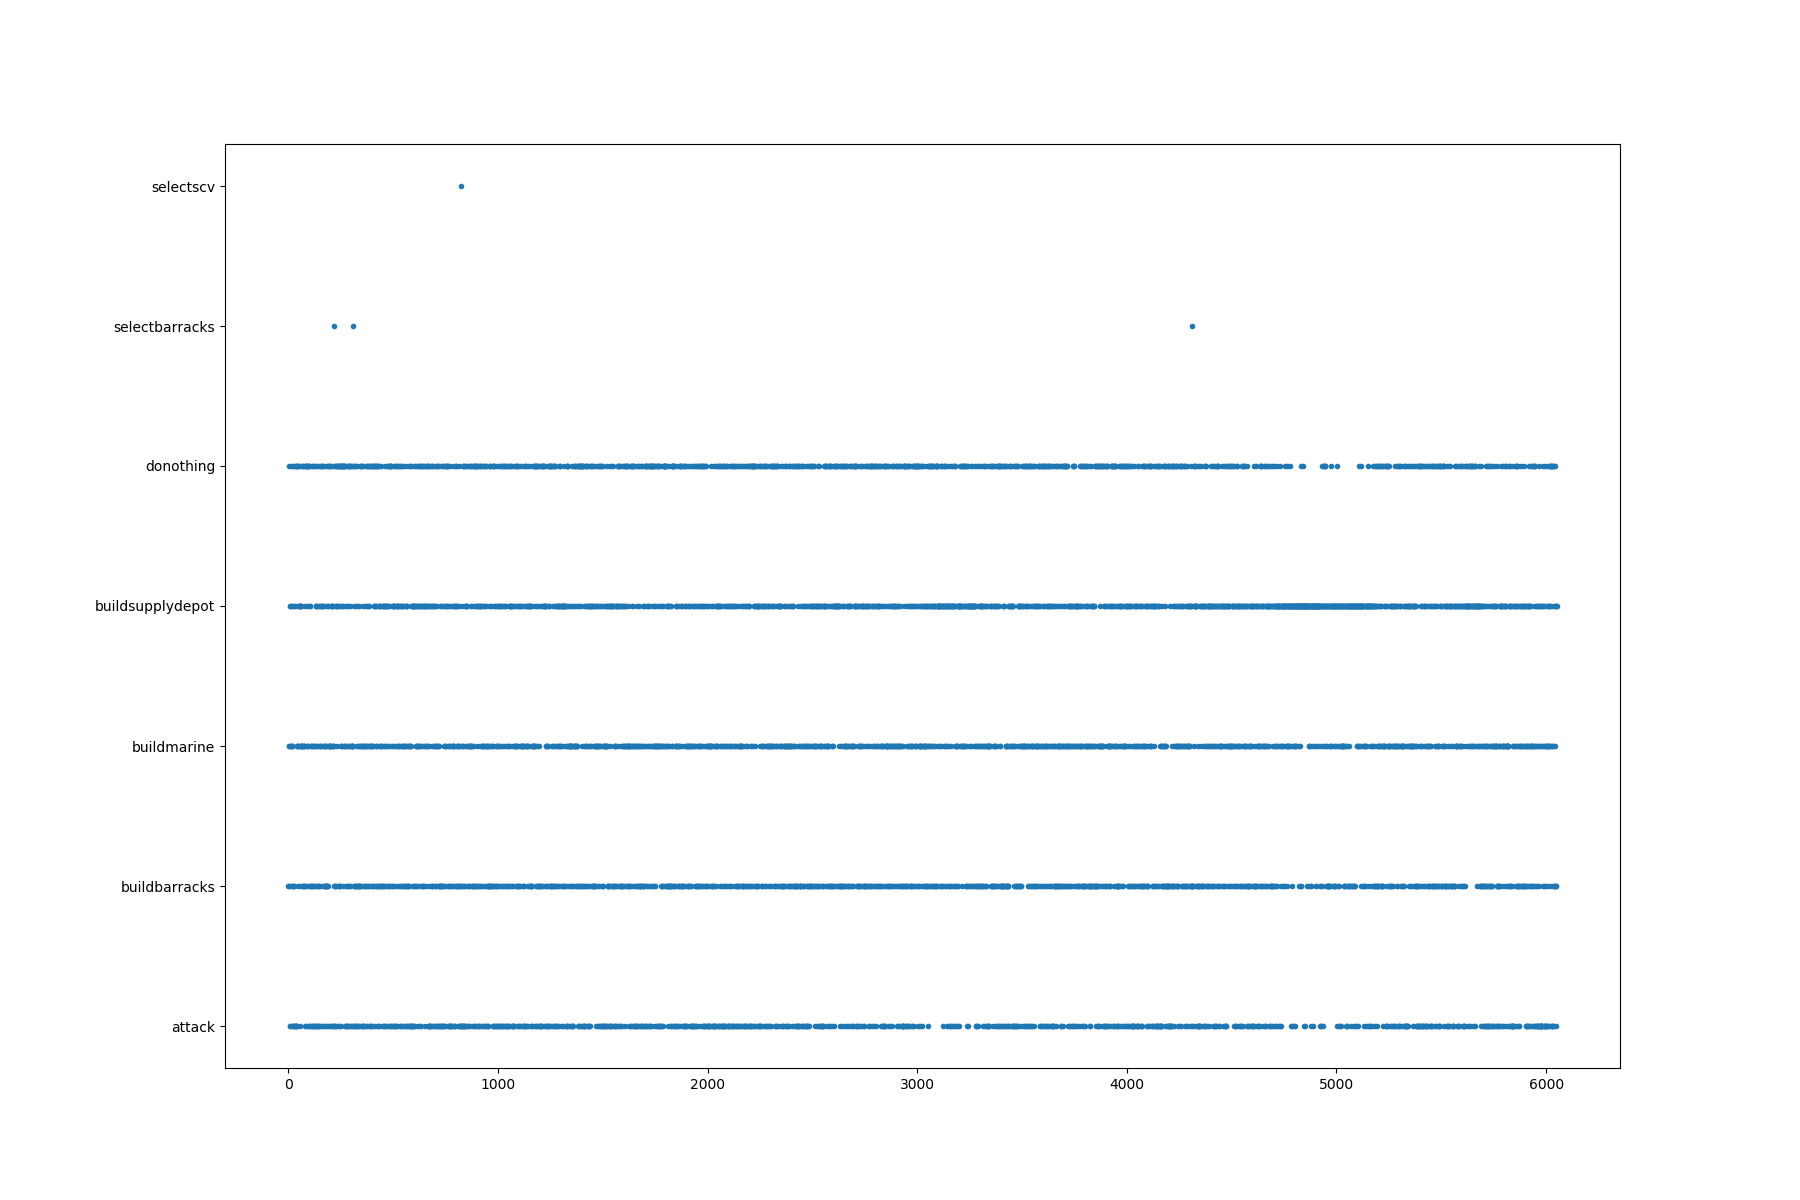 selectscv
selectbarracks
donothing
buildsupplydepot
buildmarine
buildbarracks
attack
0 1000 2000 3000 4000 5000 6000